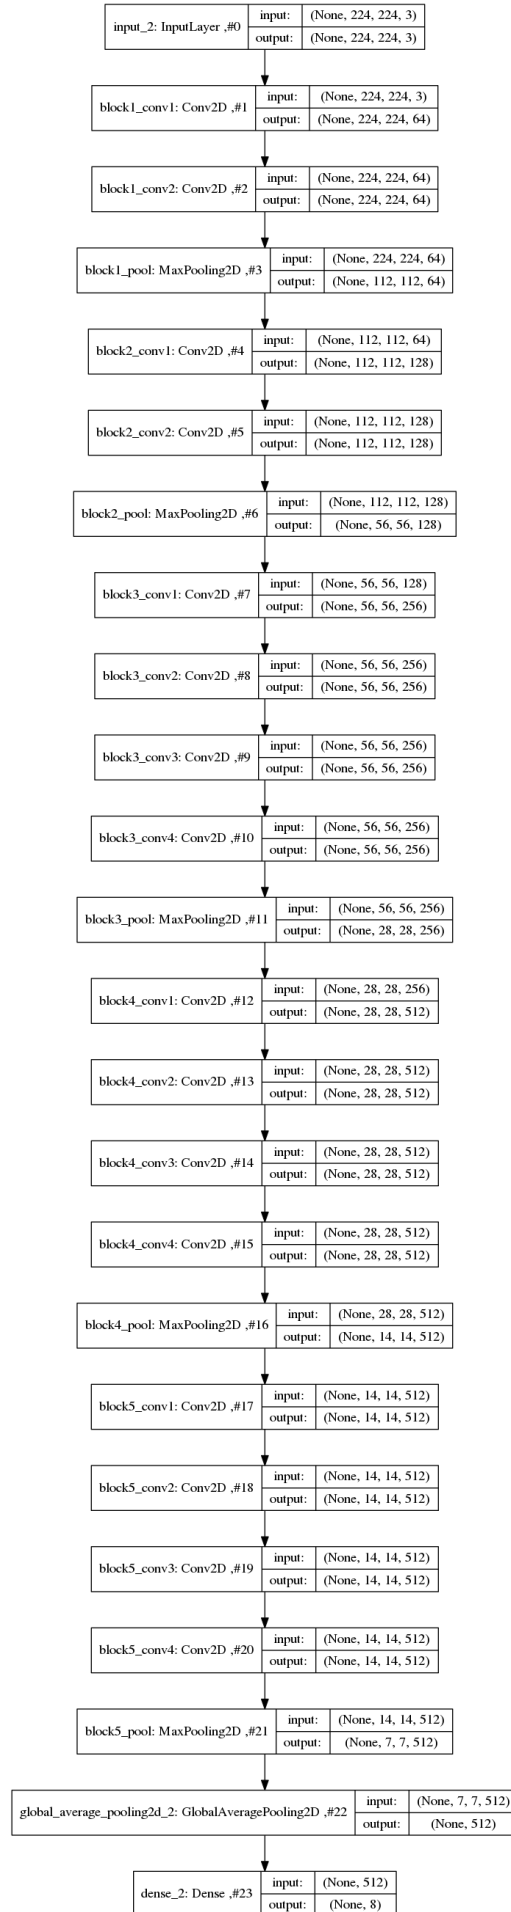 input_2: InputLayer ,#0 input: (None, 224, 224, 3)
output: (None, 224, 224, 3)
block1_conv1: Conv2D ,#1 input: (None, 224, 224, 3)
output: (None, 224, 224, 64)
block1_conv2: Conv2D ,#2 input: (None, 224, 224, 64)
output: (None, 224, 224, 64)
block1_pool: MaxPooling2D ,#3 input: (None, 224, 224, 64)
output: (None, 112, 112, 64)
block2_conv1: Conv2D ,#4 input: (None, 112, 112, 64)
output: (None, 112, 112, 128)
block2_conv2: Conv2D ,#5 input: (None, 112, 112, 128)
output: (None, 112, 112, 128)
block2_pool: MaxPooling2D ,#6 input: (None, 112, 112, 128)
output: (None, 56, 56, 128)
block3_conv1: Conv2D ,#7 input: (None, 56, 56, 128)
output: (None, 56, 56, 256)
block3_conv2: Conv2D ,#8 input: (None, 56, 56, 256)
output: (None, 56, 56, 256)
block3_conv3: Conv2D ,#9 input: (None, 56, 56, 256)
output: (None, 56, 56, 256)
block3_conv4: Conv2D ,#10 input: (None, 56, 56, 256)
output: (None, 56, 56, 256)
block3_pool: MaxPooling2D ,#11 input: (None, 56, 56, 256)
output: (None, 28, 28, 256)
block4_conv1: Conv2D ,#12 input: (None, 28, 28, 256)
output: (None, 28, 28, 512)
block4_conv2: Conv2D ,#13 input: (None, 28, 28, 512)
output: (None, 28, 28, 512)
block4_conv3: Conv2D ,#14 input: (None, 28, 28, 512)
output: (None, 28, 28, 512)
block4_conv4: Conv2D ,#15 input: (None, 28, 28, 512)
output: (None, 28, 28, 512)
block4_pool: MaxPooling2D ,#16 input: (None, 28, 28, 512)
output: (None, 14, 14, 512)
block5_conv1: Conv2D ,#17 input: (None, 14, 14, 512)
output: (None, 14, 14, 512)
block5_conv2: Conv2D ,#18 input: (None, 14, 14, 512)
output: (None, 14, 14, 512)
block5_conv3: Conv2D ,#19 input: (None, 14, 14, 512)
output: (None, 14, 14, 512)
block5_conv4: Conv2D ,#20 input: (None, 14, 14, 512)
output: (None, 14, 14, 512)
block5_pool: MaxPooling2D ,#21 input: (None, 14, 14, 512)
output: (None, 7, 7, 512)
global_average_pooling2d_2: GlobalAveragePooling2D ,#22 input: (None, 7, 7, 512)
output: (None, 512)
dense_2: Dense ,#23 input: (None, 512)
output: (None, 8)